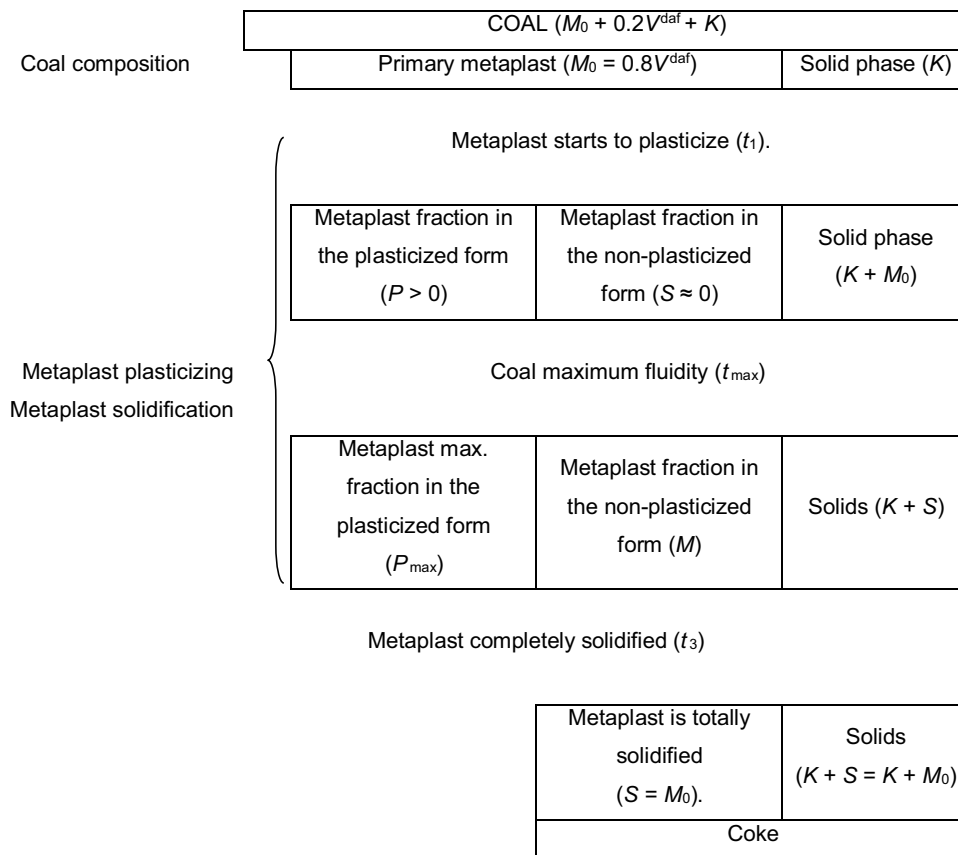 COAL (M0 + 0.2Vdaf + K)
Coal composition
Primary metaplast (M0 = 0.8Vdaf)
Solid phase (K)
Metaplast starts to plasticize (t1).
Metaplast fraction in
the plasticized form
(P > 0)
Metaplast fraction in
the non-plasticized
form (S ≈ 0)
Solid phase
(K + M0)
Metaplast plasticizing
Metaplast solidification
Coal maximum fluidity (tmax)
Metaplast max.
fraction in the
plasticized form
(Pmax)
Metaplast fraction in
the non-plasticized
form (M)
Solids (K + S)
Metaplast completely solidified (t3)
Metaplast is totally
solidified
(S = M0).
Solids
(K + S = K + M0)
Coke